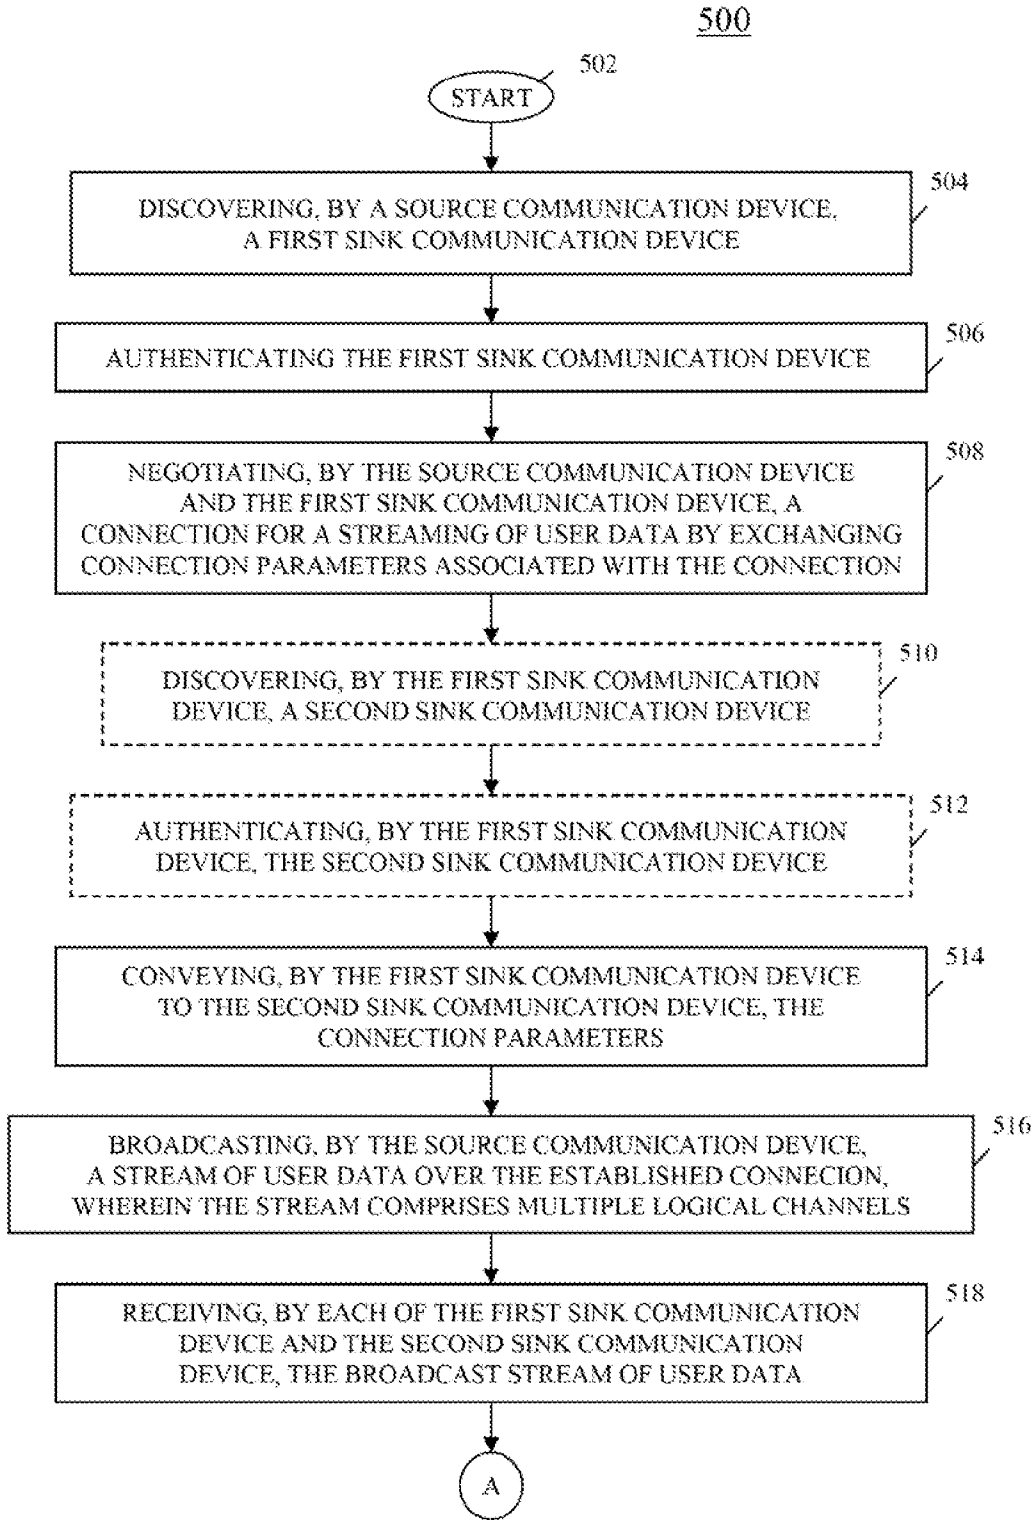 500
502
START
504
DISCOVERING, BY A SOURCE COMMUNICATION DEVICE,
A FIRST SINK COMMUNICATION DEVICE
506
AUTHENTICATING THE FIRST SINK COMMUNICATION DEVICE
508
NEGOTIATING, BY THE SOURCE COMMUNICATION DEVICE
AND THE FIRST SINK COMMUNICATION DEVICE, A
CONNECTION FOR A STREAMING OF USER DATA BY EXCHANGING
CONNECTION PARAMETERS ASSOCIATED WITH THE CONNECTION
510
DISCOVERING, BY THE FIRST SINK COMMUNICATION
DEVICE, A SECOND SINK COMMUNICATION DEVICE
512
AUTHENTICATING, BY THE FIRST SINK COMMUNICATION
DEVICE, THE SECOND SINK COMMUNICATION DEVICE
514
CONVEYING, BY THE FIRST SINK COMMUNICATION DEVICE
TO THE SECOND SINK COMMUNICATION DEVICE, THE
CONNECTION PARAMETERS
516
BROADCASTING, BY THE SOURCE COMMUNICATION DEVICE,
A STREAM OF USER DATA OVER THE ESTABLISHED CONNECION,
WHEREIN THE STREAM COMPRISES MULTIPLE LOGICAL CHANNELS
518
RECEIVING, BY EACH OF THE FIRST SINK COMMUNICATION
DEVICE AND THE SECOND SINK COMMUNICATION
DEVICE, THE BROADCAST STREAM OF USER DATA
A